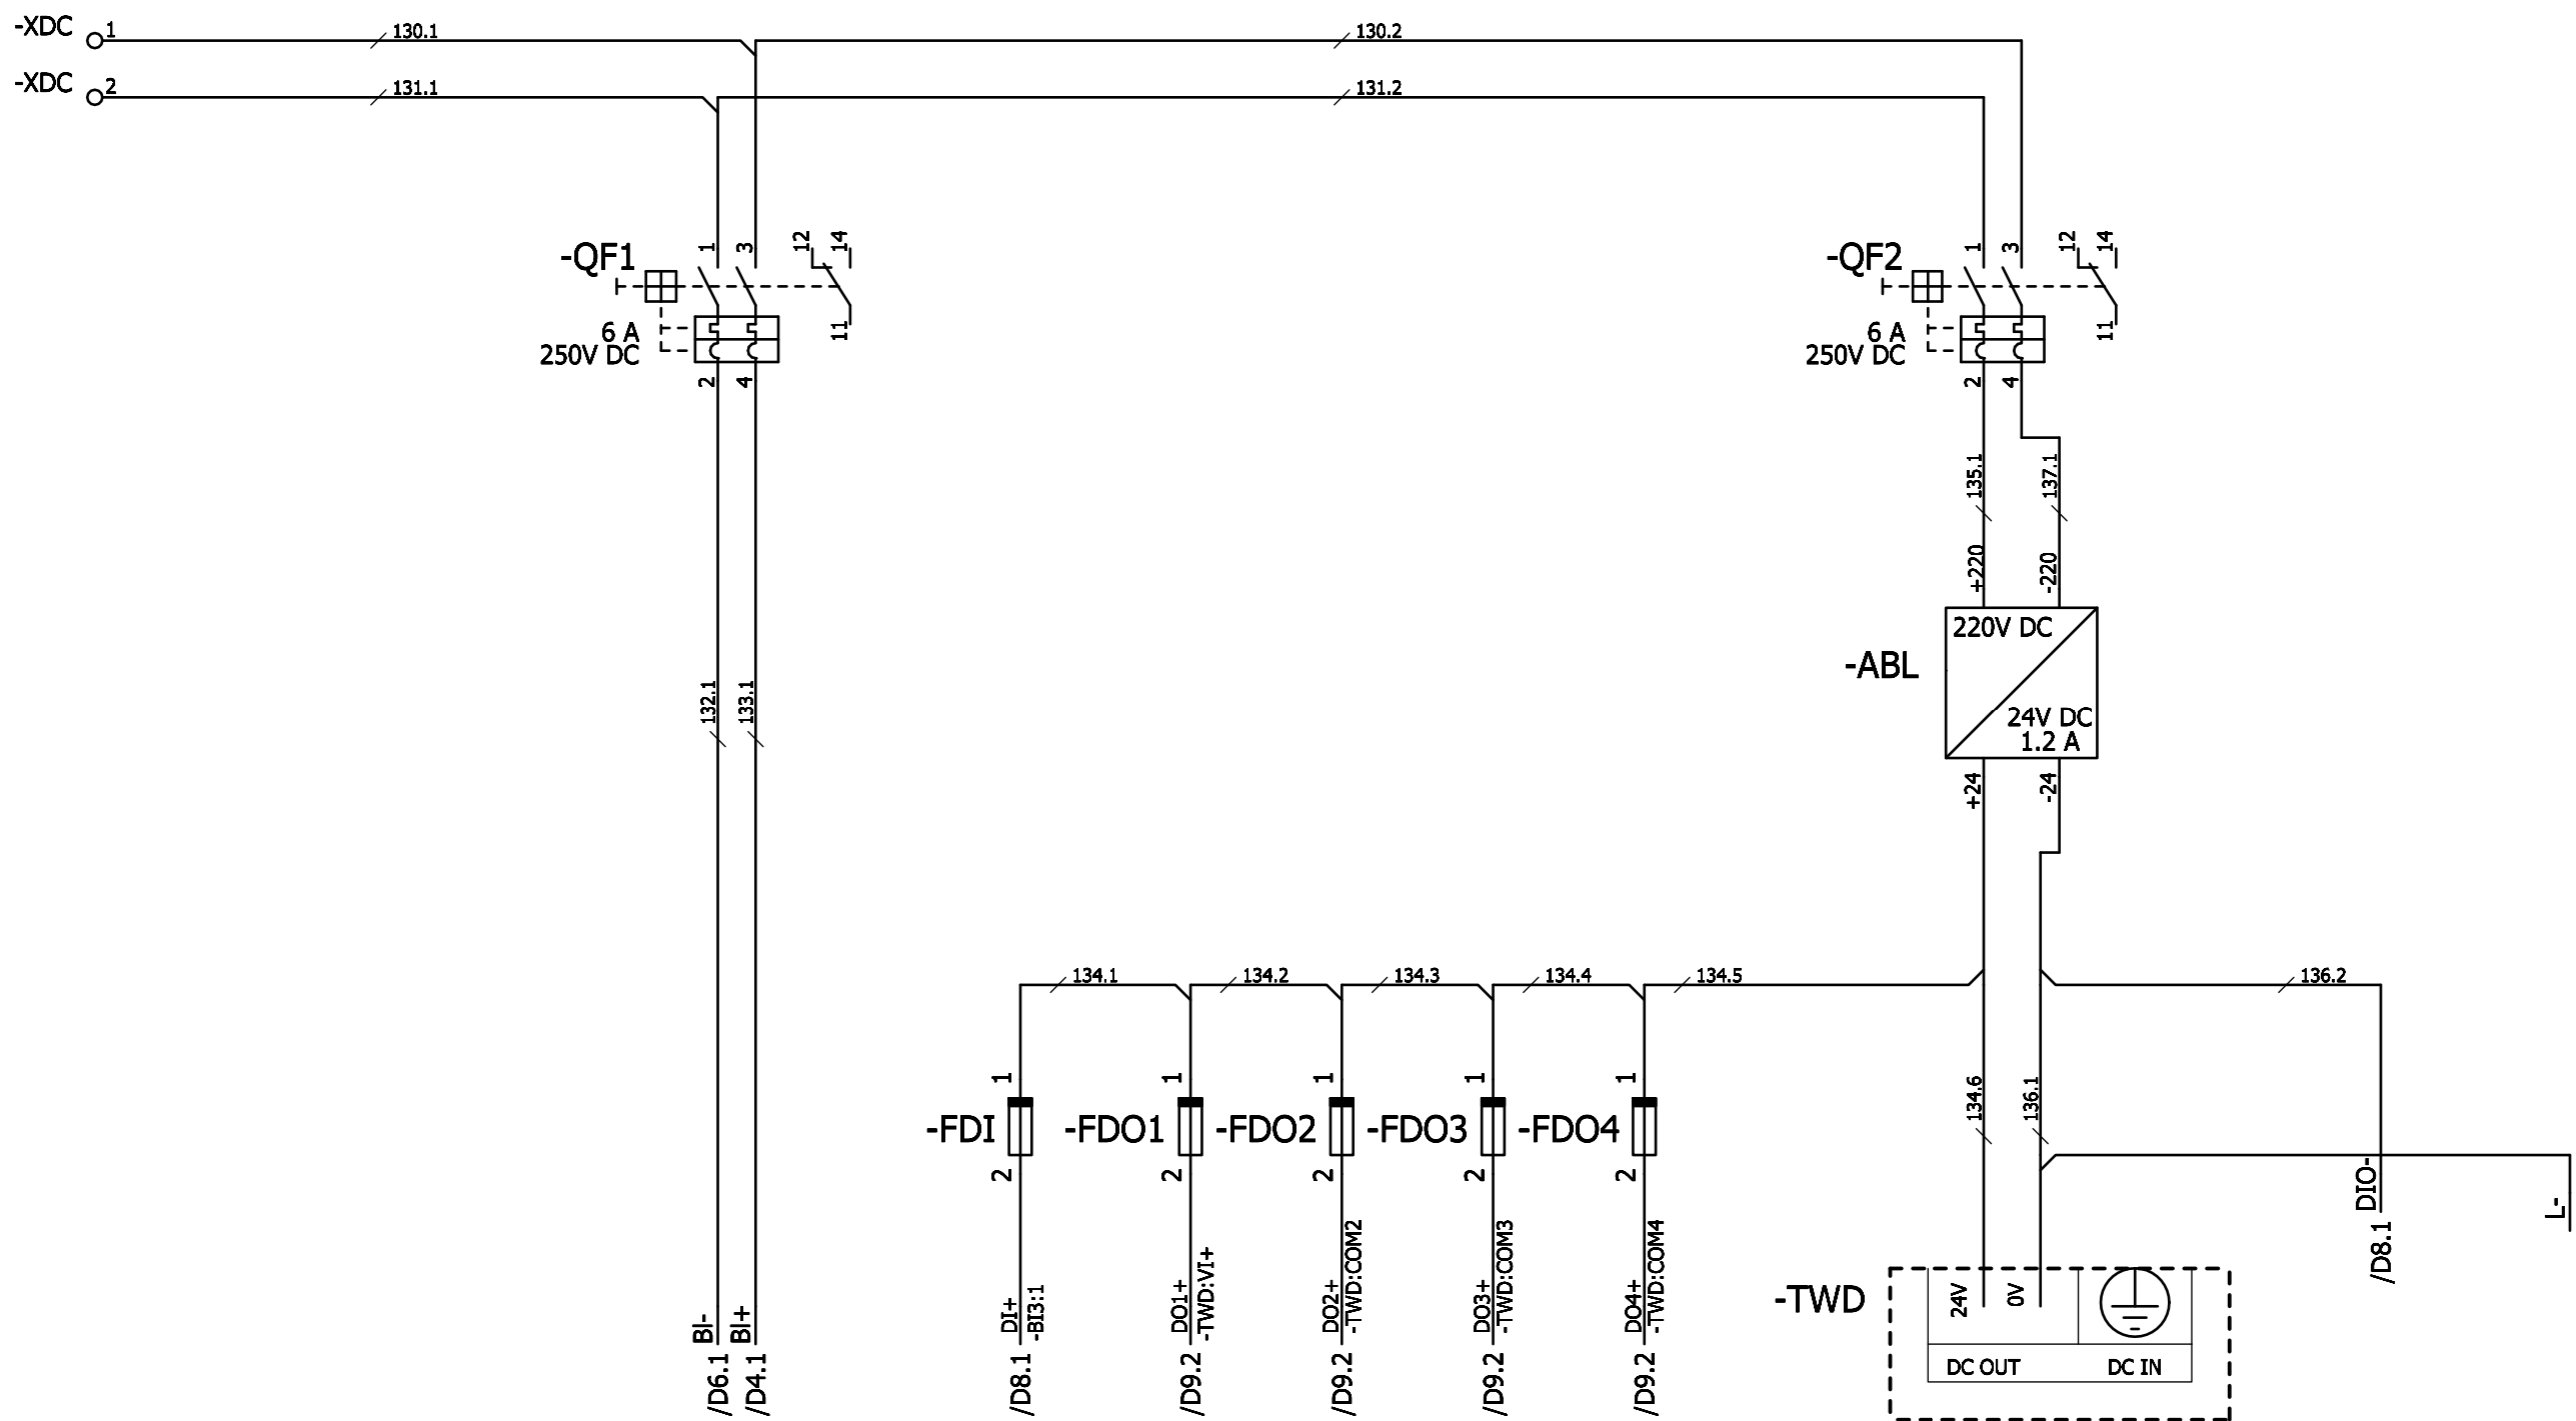 -XDC 1 130.1 130.2
-XDC 2 131.1 131.2
-QF1 1 3 12 14
6 A
250V DC
11
2 4
-QF2 1 3 12 14
6 A
250V DC
11
2 4
135.1 137.1
+220 -220
220V DC
-ABL
24V DC
1.2 A
+24 -24
132.1 133.1
134.1 134.2 134.3 134.4 134.5 136.2
134.6 136.1
1 1 1 1 1
-FDI -FDO1 -FDO2 -FDO3 -FDO4
2 2 2 2 2
DI+
-BI3:1
DO1+
-TWD:VI+
DO2+
-TWD:COM2
DO3+
-TWD:COM3
DO4+
-TWD:COM4
BI- BI+
/D6.1 /D4.1 /D8.1 /D9.2 /D9.2 /D9.2 /D9.2
DIO-
/D8.1
L-
-TWD
24V 0V
DC OUT DC IN